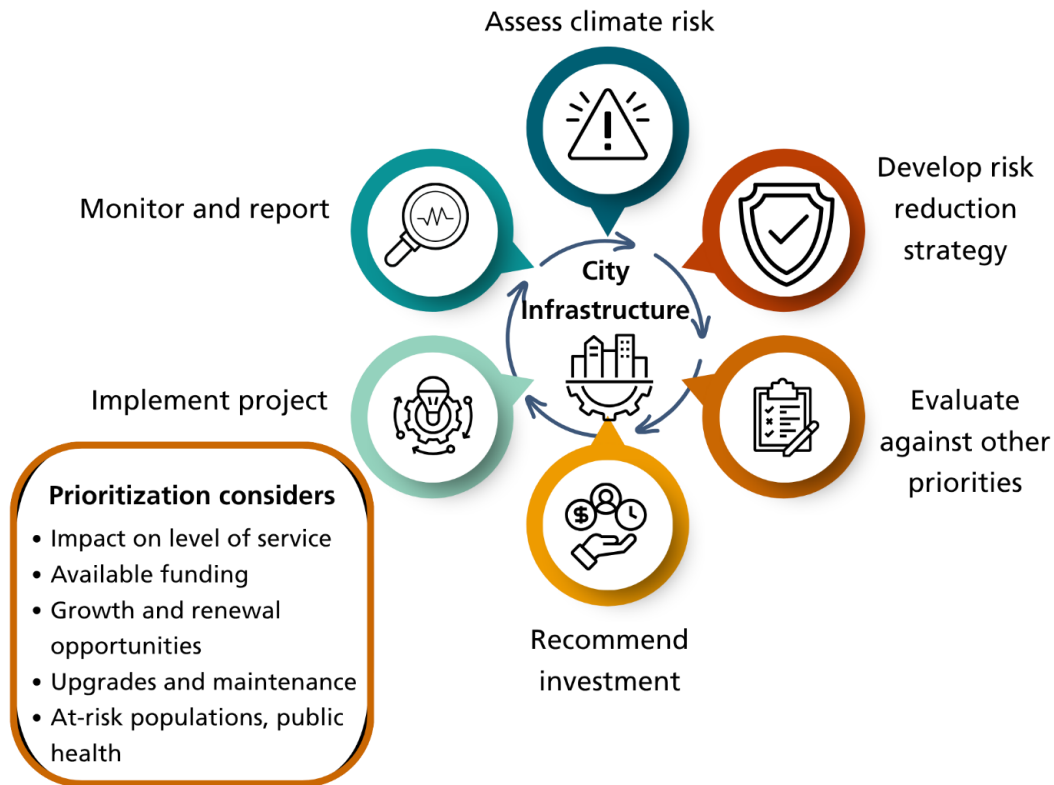 Assess climate risk
Develop risk
reduction
strategy
Evaluate
against other
priorities
Recommend
investment
Implement project
Monitor and report
City
Infrastructure
$
Prioritization considers
• Impact on level of service
• Available funding
• Growth and renewal
opportunities
• Upgrades and maintenance
• At-risk populations, public
health